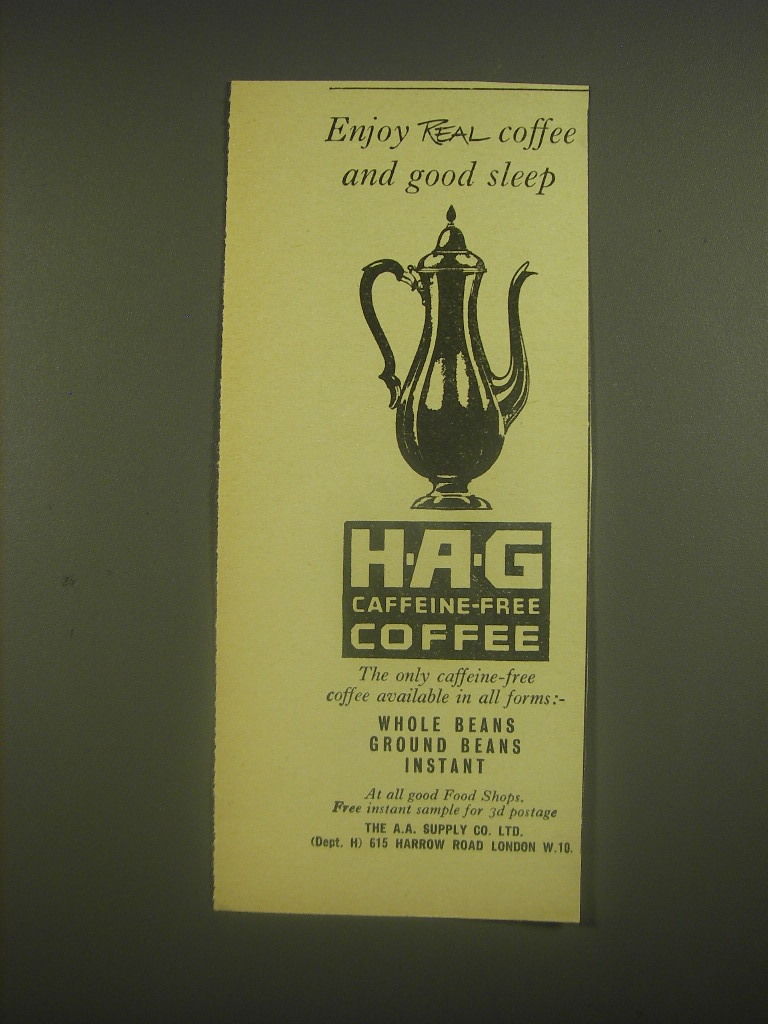 Enjoy REAL coffee
and good sleep
H·A·G
CAFFEINE-FREE
COFFEE
The only caffeine-free
coffee available in all forms:-
WHOLE BEANS
GROUND BEANS
INSTANT
At all good Food Shops.
Free instant sample for 3d postage
THE A.A. SUPPLY CO. LTD.
(Dept. H) 615 HARROW ROAD LONDON W.10.